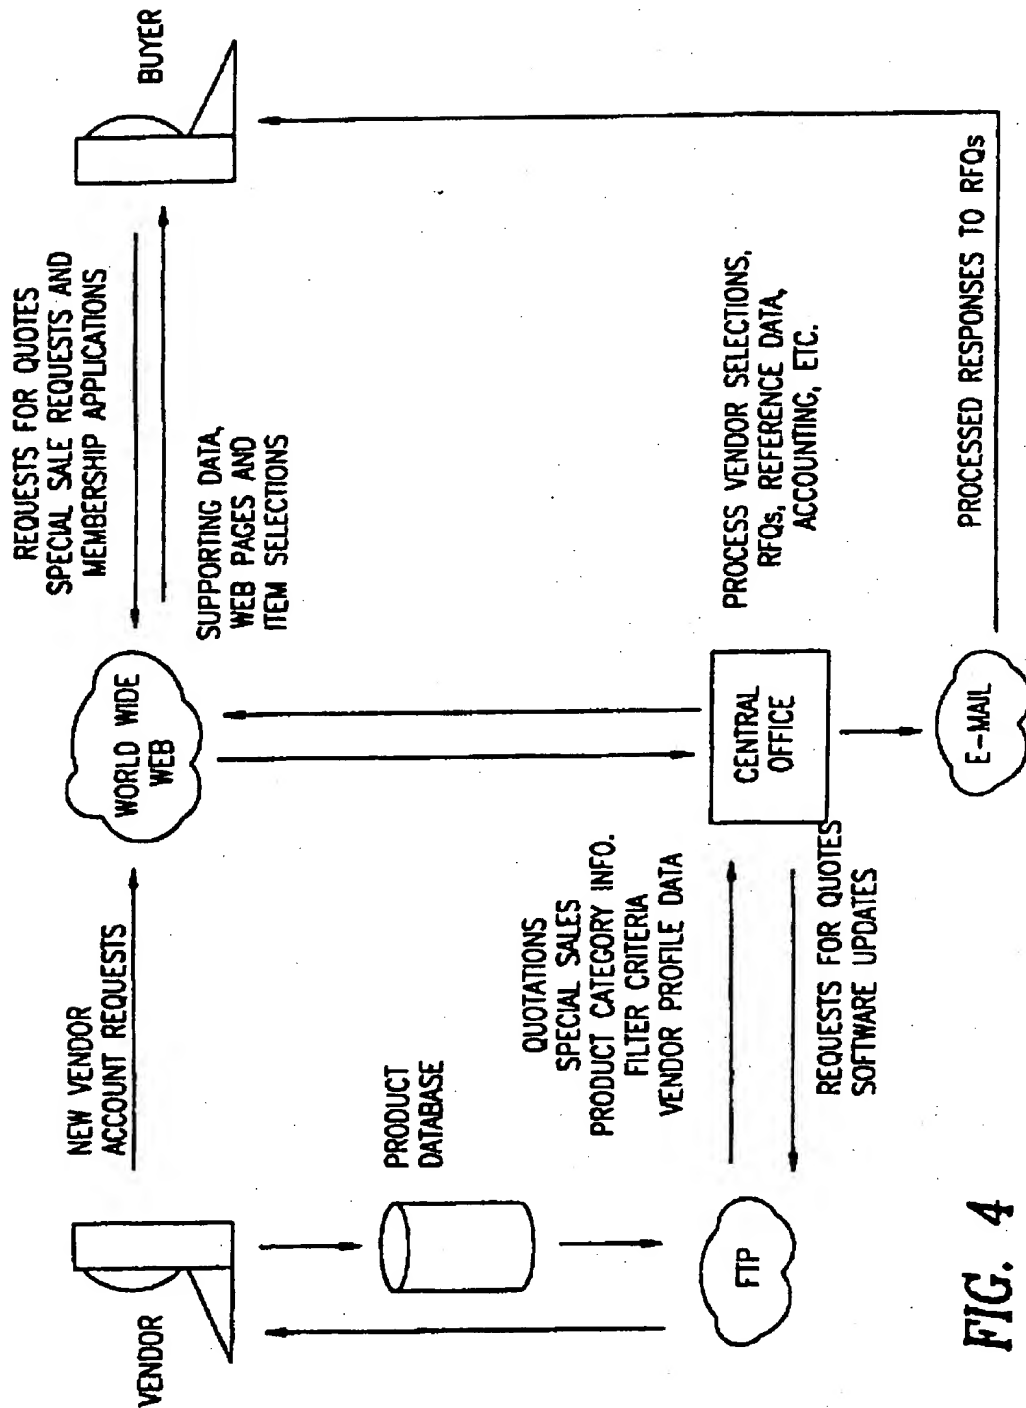 VENDOR
NEW VENDOR
ACCOUNT REQUESTS
WORLD WIDE
WEB
REQUESTS FOR QUOTES
SPECIAL SALE REQUESTS AND
MEMBERSHIP APPLICATIONS
BUYER
SUPPORTING DATA,
WEB PAGES AND
ITEM SELECTIONS
PRODUCT
DATABASE
QUOTATIONS
SPECIAL SALES
PRODUCT CATEGORY INFO.
FILTER CRITERIA
VENDOR PROFILE DATA
FTP
CENTRAL
OFFICE
PROCESS VENDOR SELECTIONS,
RFQs, REFERENCE DATA,
ACCOUNTING, ETC.
REQUESTS FOR QUOTES
SOFTWARE UPDATES
E-MAIL
PROCESSED RESPONSES TO RFQs
FIG. 4